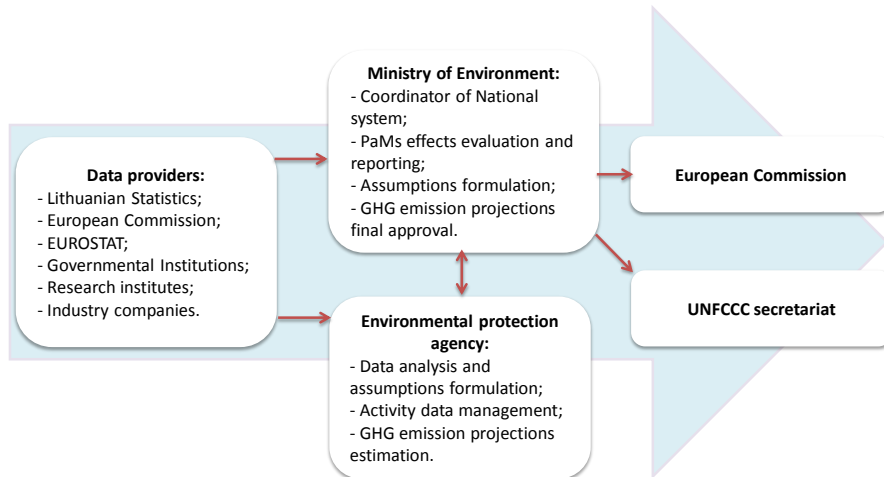 Data providers:
- Lithuanian Statistics;
- European Commission;
- EUROSTAT;
- Governmental Institutions;
- Research institutes;
- Industry companies.
Ministry of Environment:
- Coordinator of National
system;
- PaMs effects evaluation and
reporting;
- Assumptions formulation;
- GHG emission projections
final approval.
Environmental protection
agency:
- Data analysis and
assumptions formulation;
- Activity data management;
- GHG emission projections
estimation.
European Commission
UNFCCC secretariat